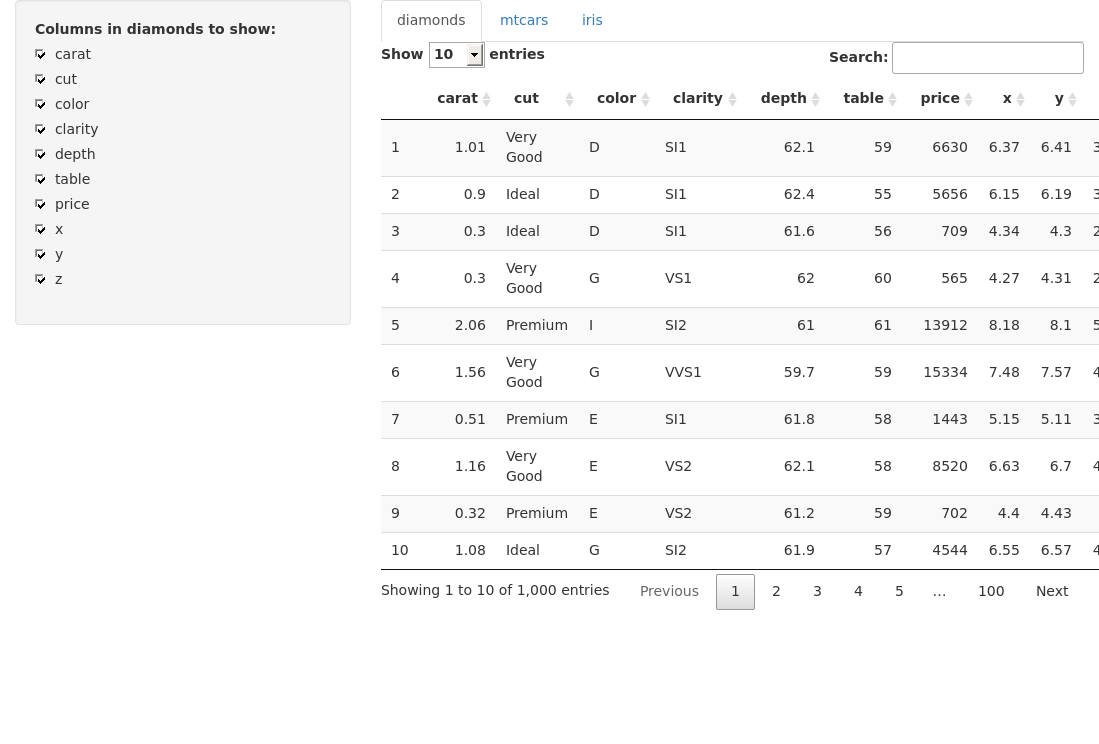 Columns in diamonds to show:
carat
cut
color
clarity
depth
table
price
x
y
z
diamonds mtcars iris
Show 10 entries Search:
carat cut color clarity depth table price x y
1 1.01 Very Good D SI1 62.1 59 6630 6.37 6.41
2 0.9 Ideal D SI1 62.4 55 5656 6.15 6.19
3 0.3 Ideal D SI1 61.6 56 709 4.34 4.3
4 0.3 Very Good G VS1 62 60 565 4.27 4.31
5 2.06 Premium I SI2 61 61 13912 8.18 8.1
6 1.56 Very Good G VVS1 59.7 59 15334 7.48 7.57
7 0.51 Premium E SI1 61.8 58 1443 5.15 5.11
8 1.16 Very Good E VS2 62.1 58 8520 6.63 6.7
9 0.32 Premium E VS2 61.2 59 702 4.4 4.43
10 1.08 Ideal G SI2 61.9 57 4544 6.55 6.57
Showing 1 to 10 of 1,000 entries Previous 1 2 3 4 5 … 100 Next